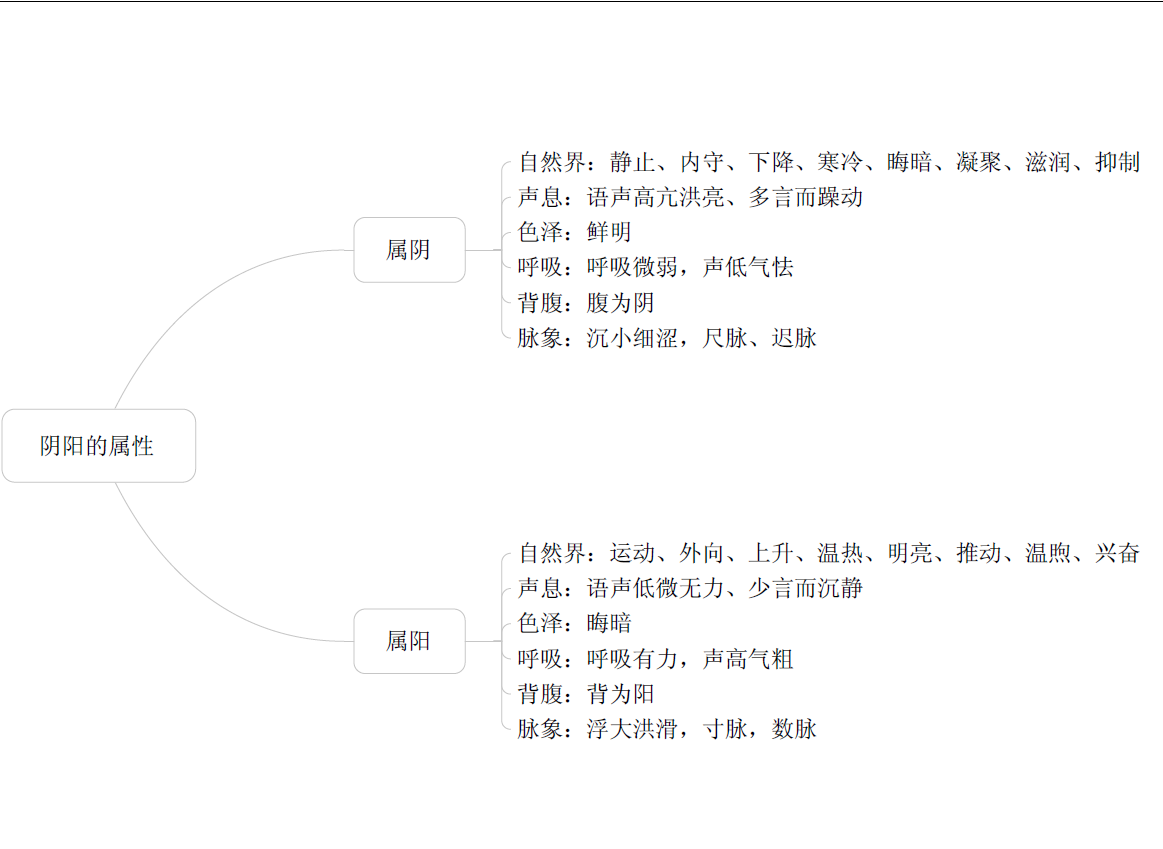 自然界：静止、内守、下降、寒冷、晦暗、凝聚、滋润、抑制
声息：语声高亢洪亮、多言而躁动
色泽：鲜明
属阴
呼吸：呼吸微弱，声低气怯
背腹：腹为阴
脉象：沉小细涩，尺脉、迟脉
阴阳的属性
自然界：运动、外向、上升、温热、明亮、推动、温煦、兴奋
声息：语声低微无力、少言而沉静
色泽：晦暗
属阳
呼吸：呼吸有力，声高气粗
背腹：背为阳
脉象：浮大洪滑，寸脉，数脉